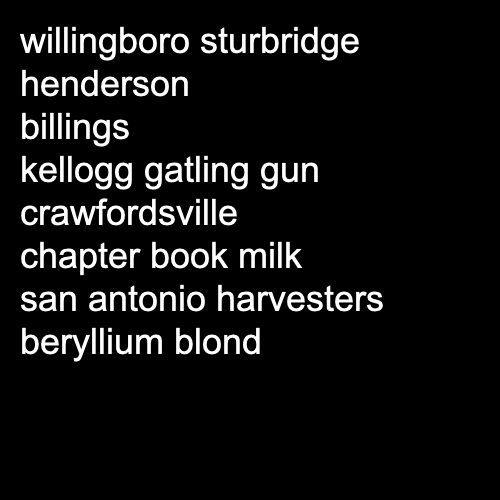 willingboro sturbridge
henderson
billings
kellogg gatling gun
crawfordsville
chapter book milk
san antonio harvesters
beryllium blond